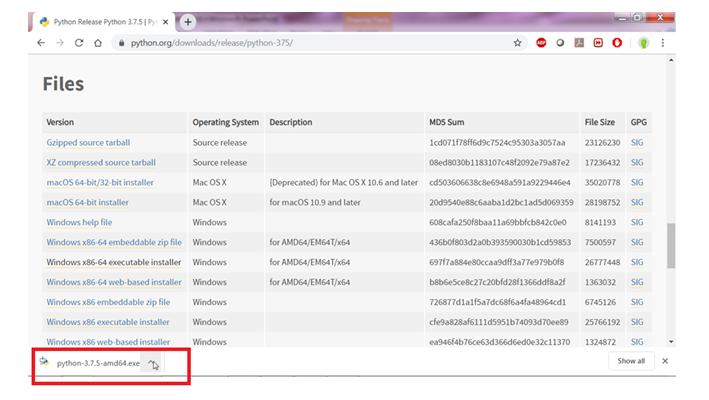 Python Release Python 3.7.5 | Py
python.org/downloads/release/python-375/
ABP
Files
Version Operating System Description MD5 Sum File Size GPG
Gzipped source tarball Source release 1cd071f78ff6d9c7524c95303a3057aa 23126230 SIG
XZ compressed source tarball Source release 08ed8030b1183107c48f2092e79a87e2 17236432 SIG
macOS 64-bit/32-bit installer Mac OS X {Deprecated) for Mac OS X 10.6 and later cd503606638c8e6948a591a9229446e4 35020778 SIG
macOS 64-bit installer Mac OS X for macOS 10.9 and later 20d9540e88c6aaba1d2bc1ad5d069359 28198752 SIG
Windows help file Windows 608cafa250f8baa11a69bbfcb842c0e0 8141193 SIG
Windows x86-64 embeddable zip file Windows for AMD64/EM64T/x64 436b0f803d2a0b393590030b1cd59853 7500597 SIG
Windows x86-64 executable installer Windows for AMD64/EM64T/x64 697f7a884e80ccaa9dff3a77e979b0f8 26777448 SIG
Windows x86-64 web-based installer Windows for AMD64/EM64T/x64 b8b6e5ce8c27c20bfd28f1366ddf8a2f 1363032 SIG
Windows x86 embeddable zip file Windows 726877d1a1f5a7dc68f6a4fa48964cd1 6745126 SIG
Windows x86 executable installer Windows cfe9a828af6111d5951b74093d70ee89 25766192 SIG
Windows x86 web-based installer Windows ea946f4b76ce63d366d6ed0e32c11370 1324872 SIG
python-3.7.5-amd64.exe Show all